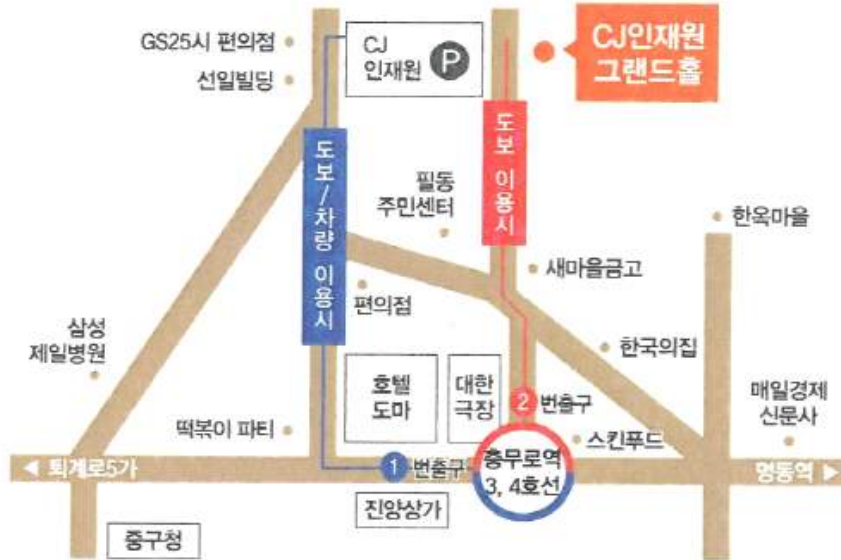 GS25시 편의점
선일빌딩
CJ
인재원
P
CJ인재원
그랜드홀
도보/차량 이용시
도보 이용시
필동
주민센터
한옥마을
새마을금고
편의점
삼성
제일병원
한국의집
호텔
도마
대한
극장
2 번출구
매일경제
신문사
떡볶이 파티
스킨푸드
◀ 퇴계로5가
1 번출구
충무로역
3, 4호선
명동역 ▶
진양상가
중구청